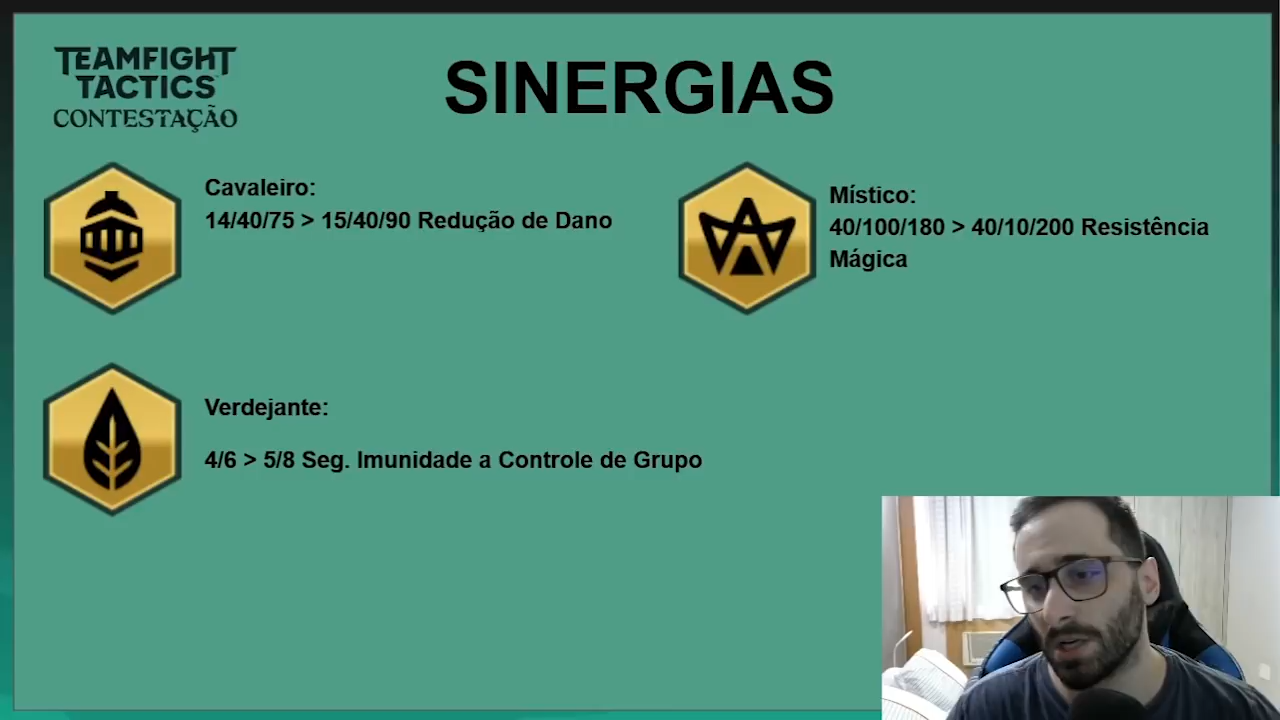 TEAMFIGHT
TACTICS
CONTESTAÇÃO
SINERGIAS
Cavaleiro:
14/40/75 > 15/40/90 Redução de Dano
Místico:
40/100/180 > 40/10/200 Resistência
Mágica
Verdejante:
4/6 > 5/8 Seg. Imunidade a Controle de Grupo